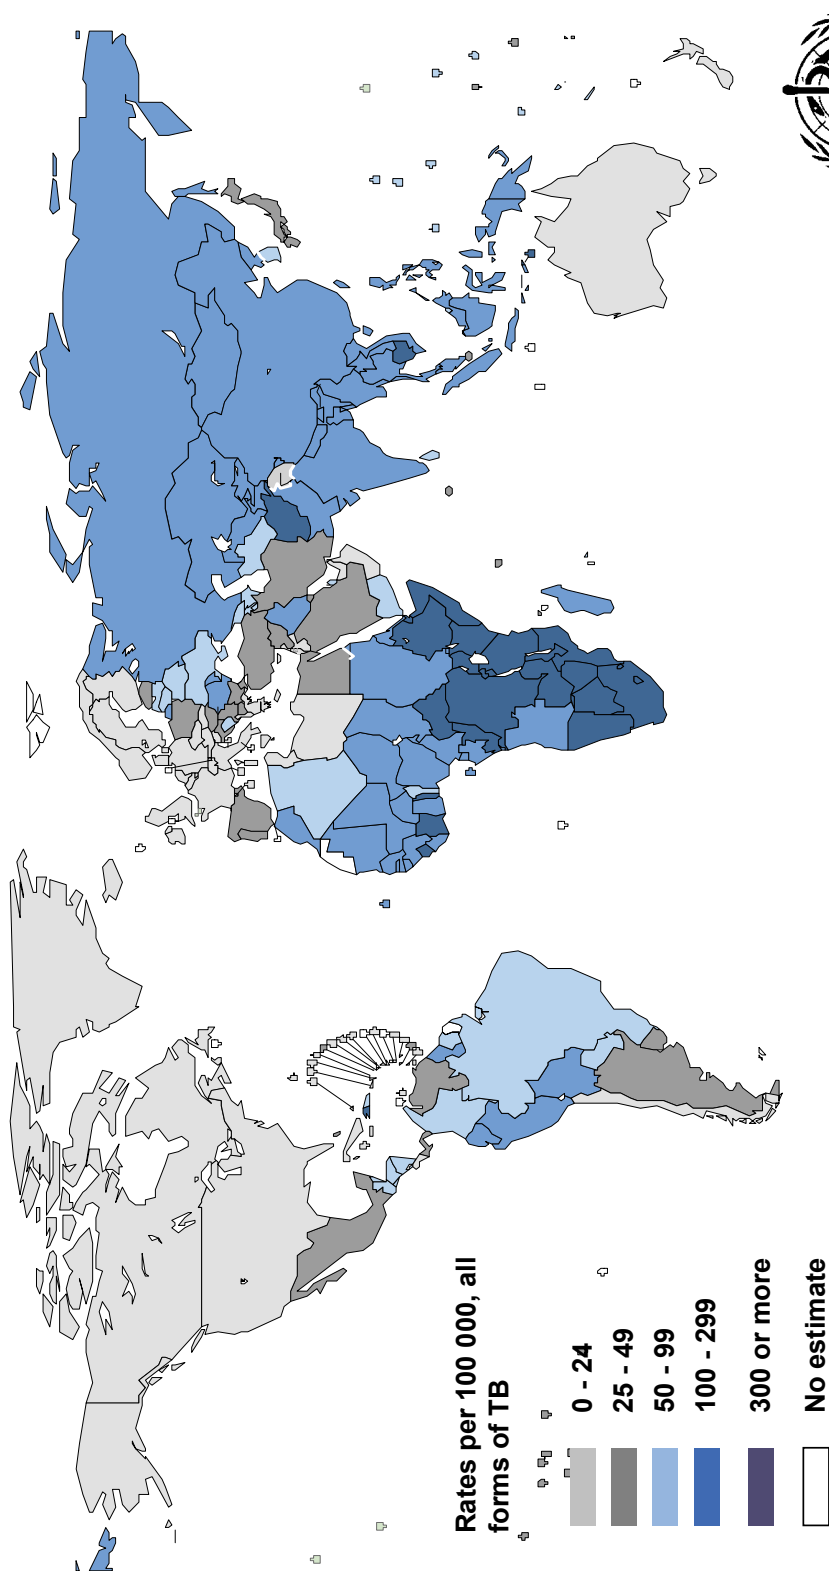 Rates per 100 000, all
forms of TB
0 - 24
25 - 49
50 - 99
100 - 299
300 or more
No estimate